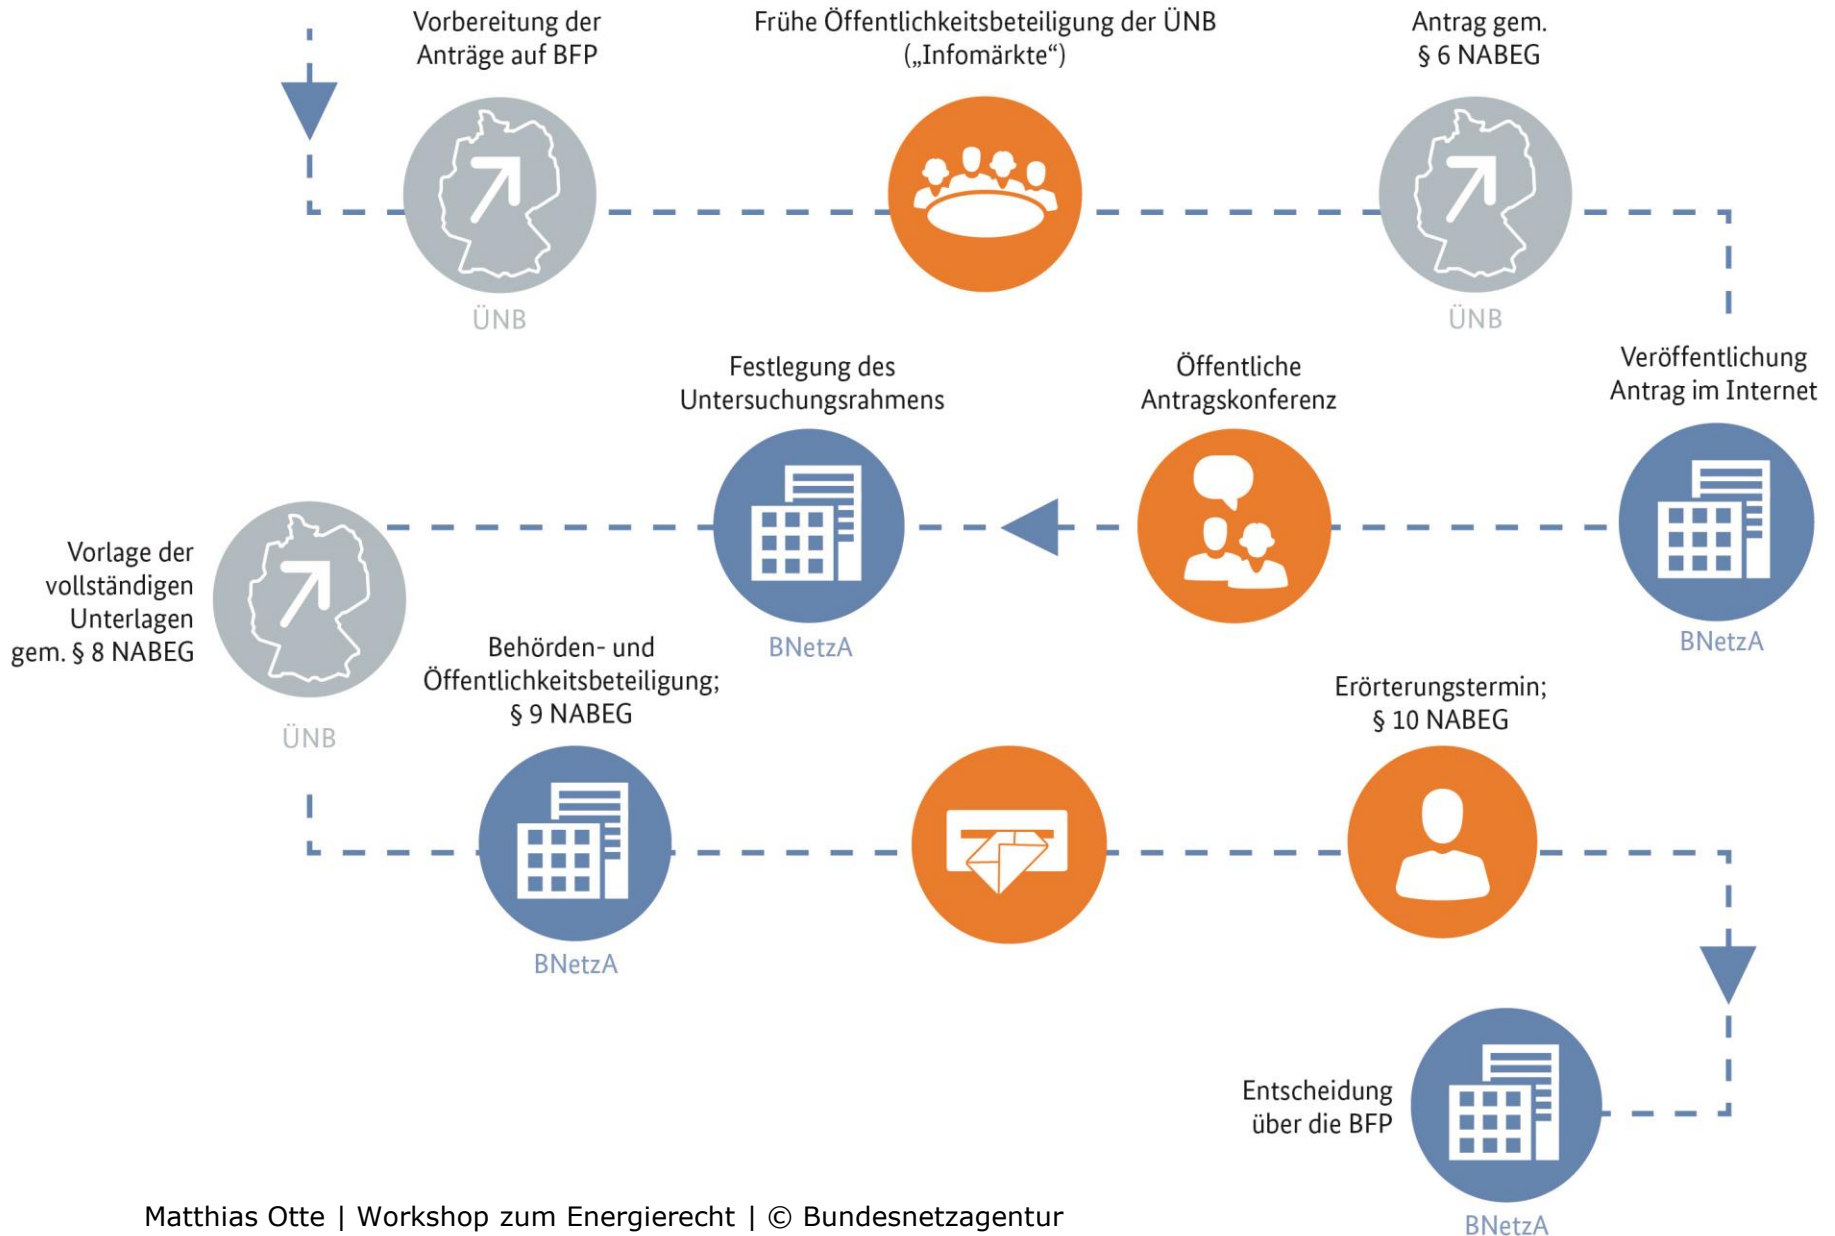 Vorbereitung der
Anträge auf BFP
ÜNB
Frühe Öffentlichkeitsbeteiligung der ÜNB
(„Infomärkte“)
Antrag gem.
§ 6 NABEG
ÜNB
Veröffentlichung
Antrag im Internet
BNetzA
Öffentliche
Antragskonferenz
Festlegung des
Untersuchungsrahmens
BNetzA
Vorlage der
vollständigen
Unterlagen
gem. § 8 NABEG
ÜNB
Behörden- und
Öffentlichkeitsbeteiligung;
§ 9 NABEG
BNetzA
Erörterungstermin;
§ 10 NABEG
Entscheidung
über die BFP
BNetzA
Matthias Otte | Workshop zum Energierecht | © Bundesnetzagentur